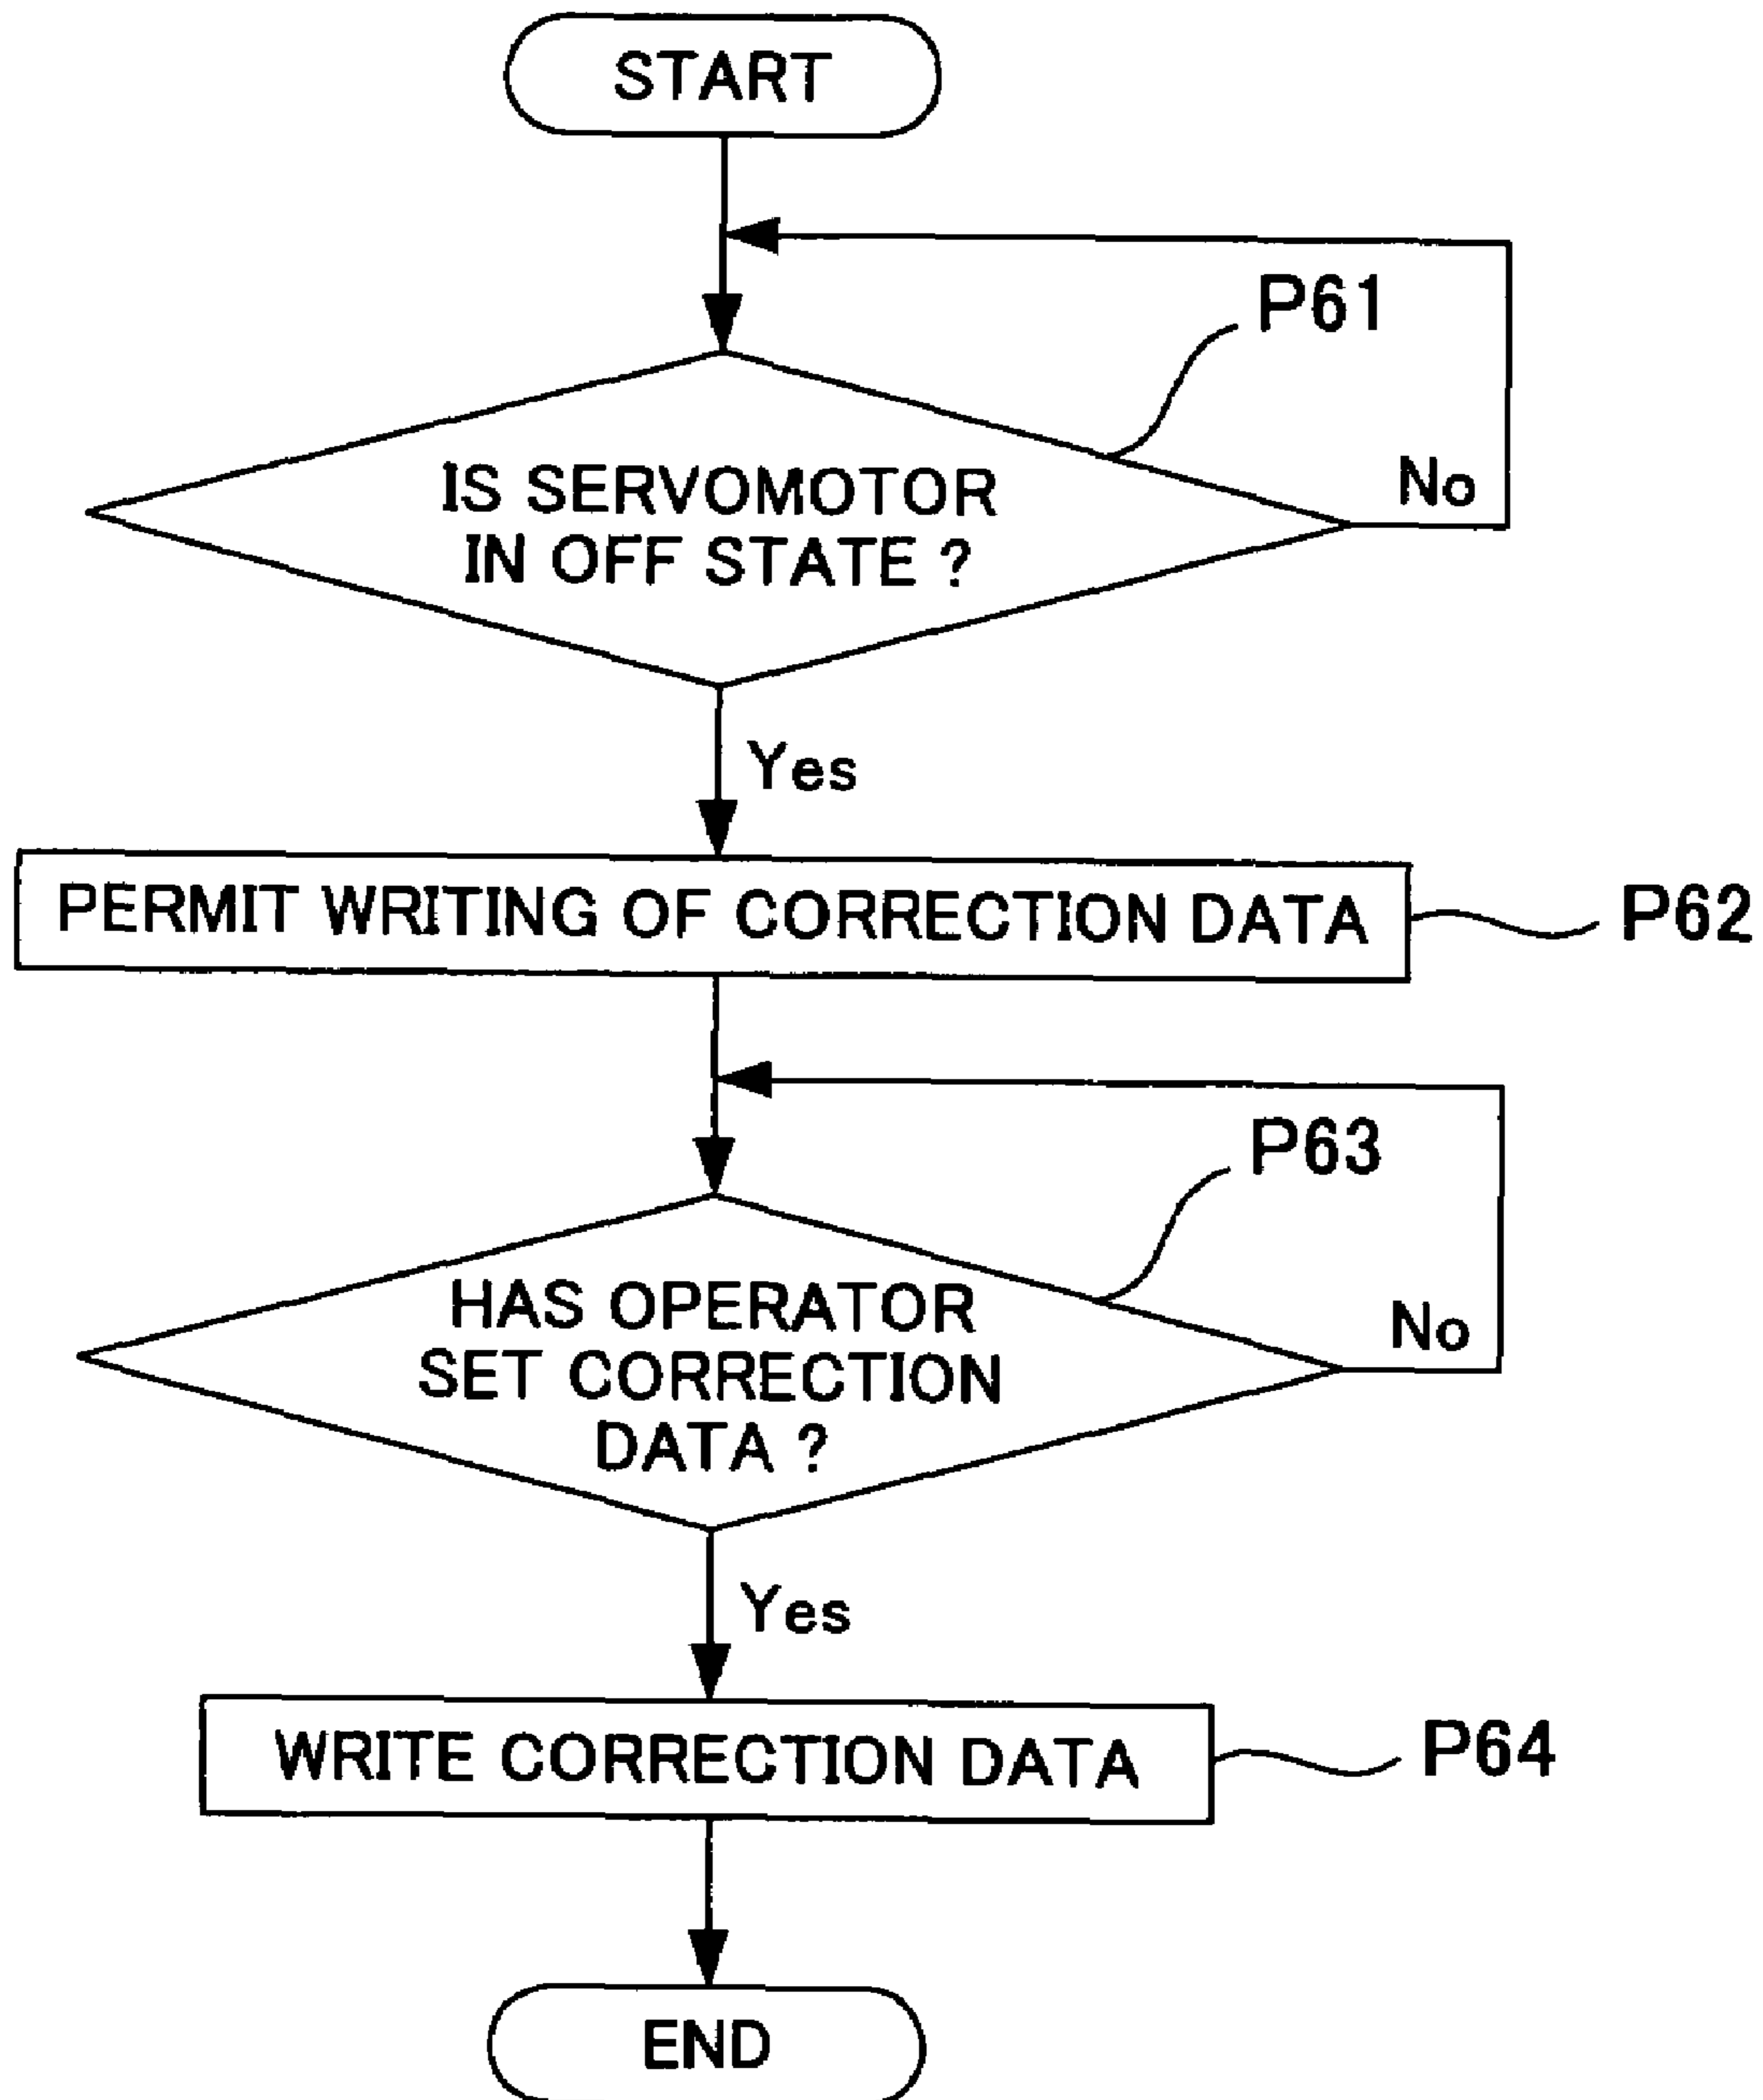 START
P61
IS SERVOMOTOR
IN OFF STATE ?
No
Yes
PERMIT WRITING OF CORRECTION DATA
P62
P63
HAS OPERATOR
SET CORRECTION
DATA ?
No
Yes
WRITE CORRECTION DATA
P64
END